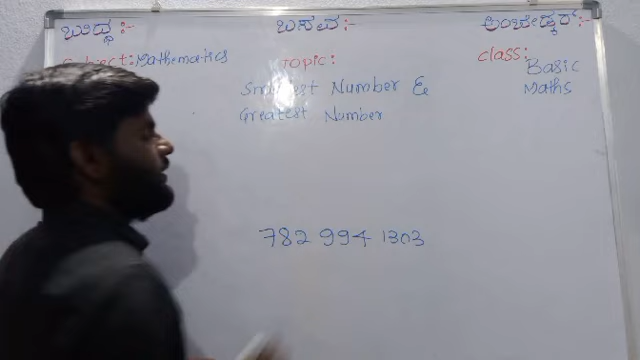 ಬುದ್ಧ:- ಬಸವ:- ಅಂಬೇಡ್ಕರ್:-
Subject: Mathematics Topic: Class: Basic Maths
Smallest Number &
Greatest Number
782 994 1303